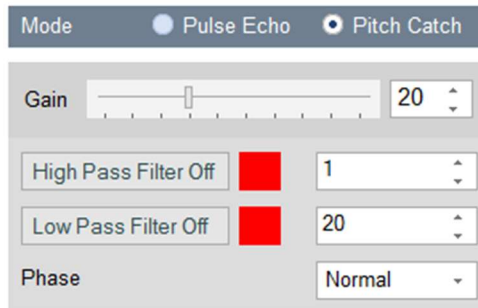 Mode Pulse Echo Pitch Catch
Gain 20
High Pass Filter Off 1
Low Pass Filter Off 20
Phase Normal